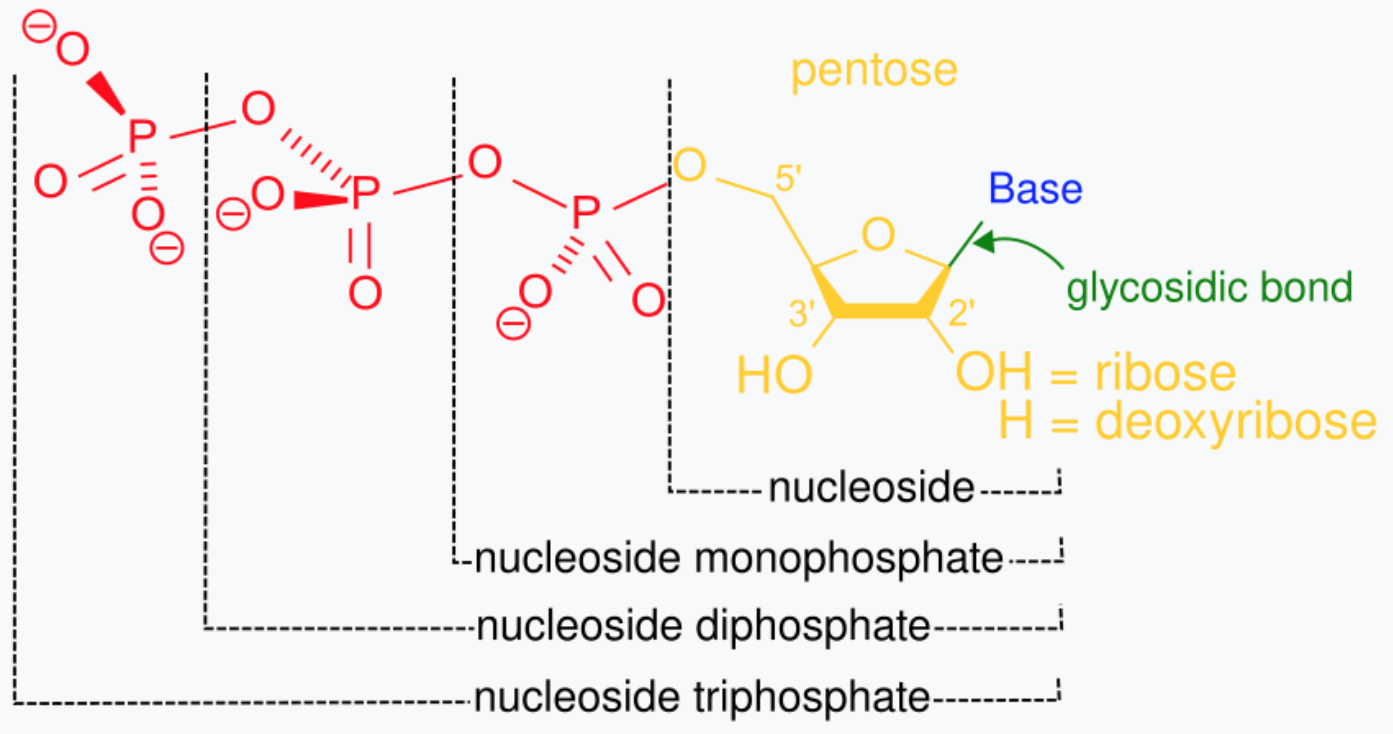 ⊖O
P
O
O
⊖
O
⊖O
P
O
O
P
O
⊖
O
pentose
O
5'
O
Base
glycosidic bond
3'
2'
HO
OH = ribose
H = deoxyribose
nucleoside
nucleoside monophosphate
nucleoside diphosphate
nucleoside triphosphate